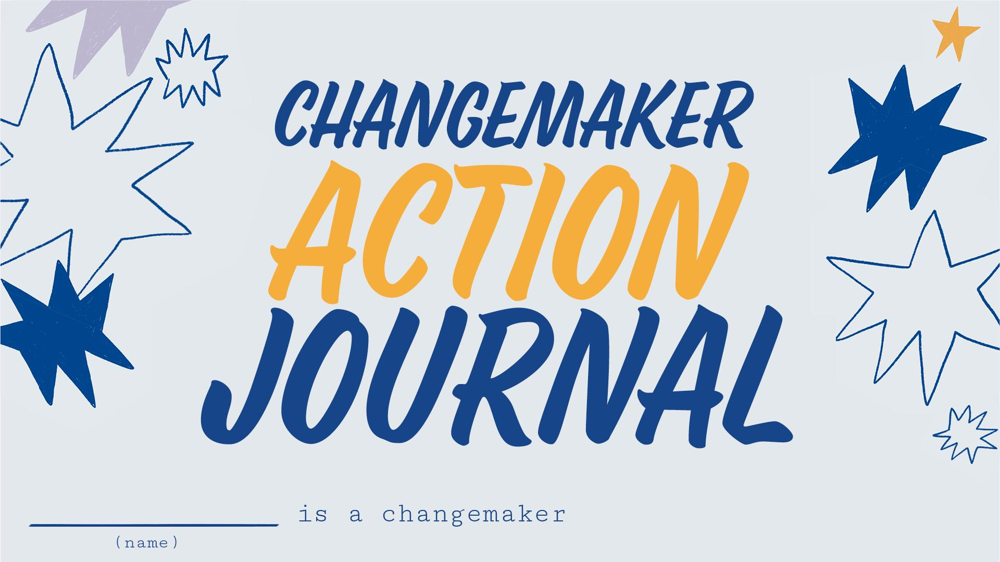 CHANGEMAKER
ACTION
JOURNAL
is a changemaker
(name)